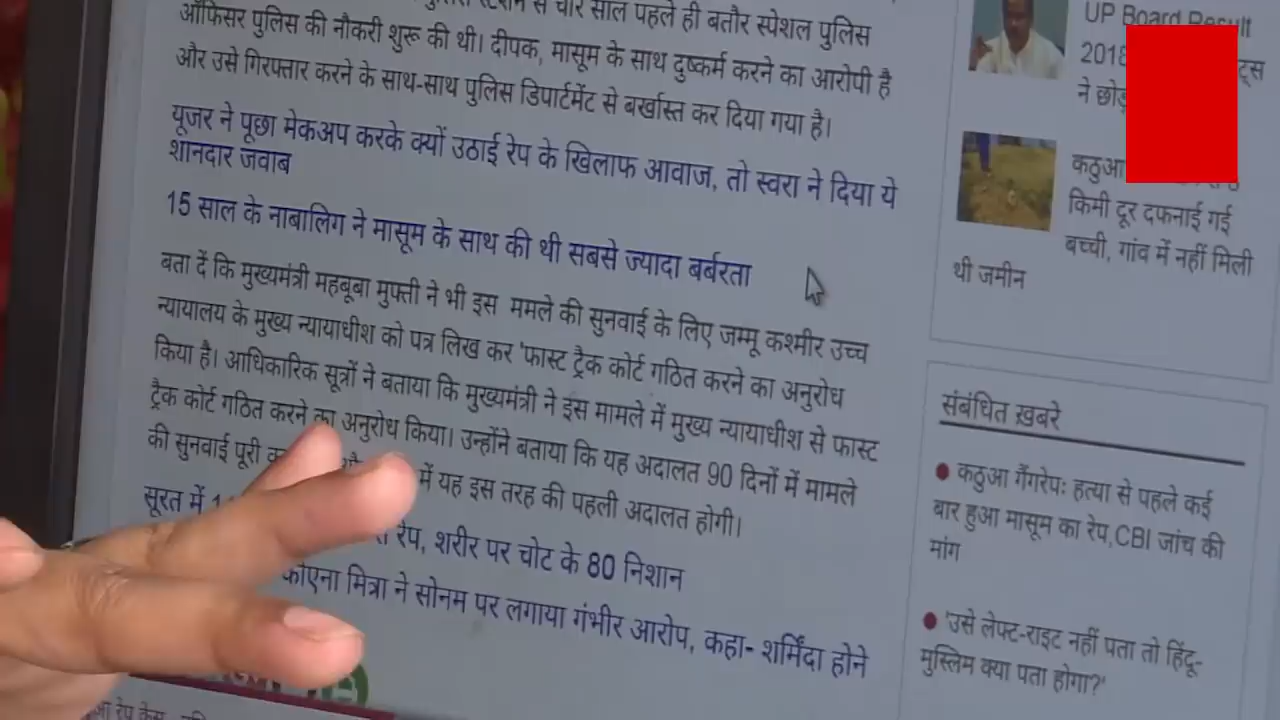 से चार साल पहले ही बतौर स्पेशल पुलिस
ऑफिसर पुलिस की नौकरी शुरू की थी। दीपक, मासूम के साथ दुष्कर्म करने का आरोपी है
और उसे गिरफ्तार करने के साथ-साथ पुलिस डिपार्टमेंट से बर्खास्त कर दिया गया है।
यूजर ने पूछा मेकअप करके क्यों उठाई रेप के खिलाफ आवाज, तो स्वरा ने दिया ये
शानदार जवाब
15 साल के नाबालिग ने मासूम के साथ की थी सबसे ज्यादा बर्बरता
बता दें कि मुख्यमंत्री महबूबा मुफ्ती ने भी इस ममले की सुनवाई के लिए जम्मू कश्मीर उच्च
न्यायालय के मुख्य न्यायाधीश को पत्र लिख कर 'फास्ट ट्रैक कोर्ट गठित करने का अनुरोध
किया है। आधिकारिक सूत्रों ने बताया कि मुख्यमंत्री ने इस मामले में मुख्य न्यायाधीश से फास्ट
ट्रैक कोर्ट गठित करने का अनुरोध किया। उन्होंने बताया कि यह अदालत 90 दिनों में मामले
की सुनवाई पूरी में यह इस तरह की पहली अदालत होगी।
सूरत में रेप, शरीर पर चोट के 80 निशान
कोएना मित्रा ने सोनम पर लगाया गंभीर आरोप, कहा- शर्मिंदा होने
UP Board Result
2018
ने
कठुआ
किमी दूर दफनाई गई
बच्ची, गांव में नहीं मिली
थी जमीन
संबंधित ख़बरे
कठुआ गैंगरेप: हत्या से पहले कई
बार हुआ मासूम का रेप,CBI जांच की
मांग
'उसे लेफ्ट-राइट नहीं पता तो हिंदू-
मुस्लिम क्या पता होगा?'